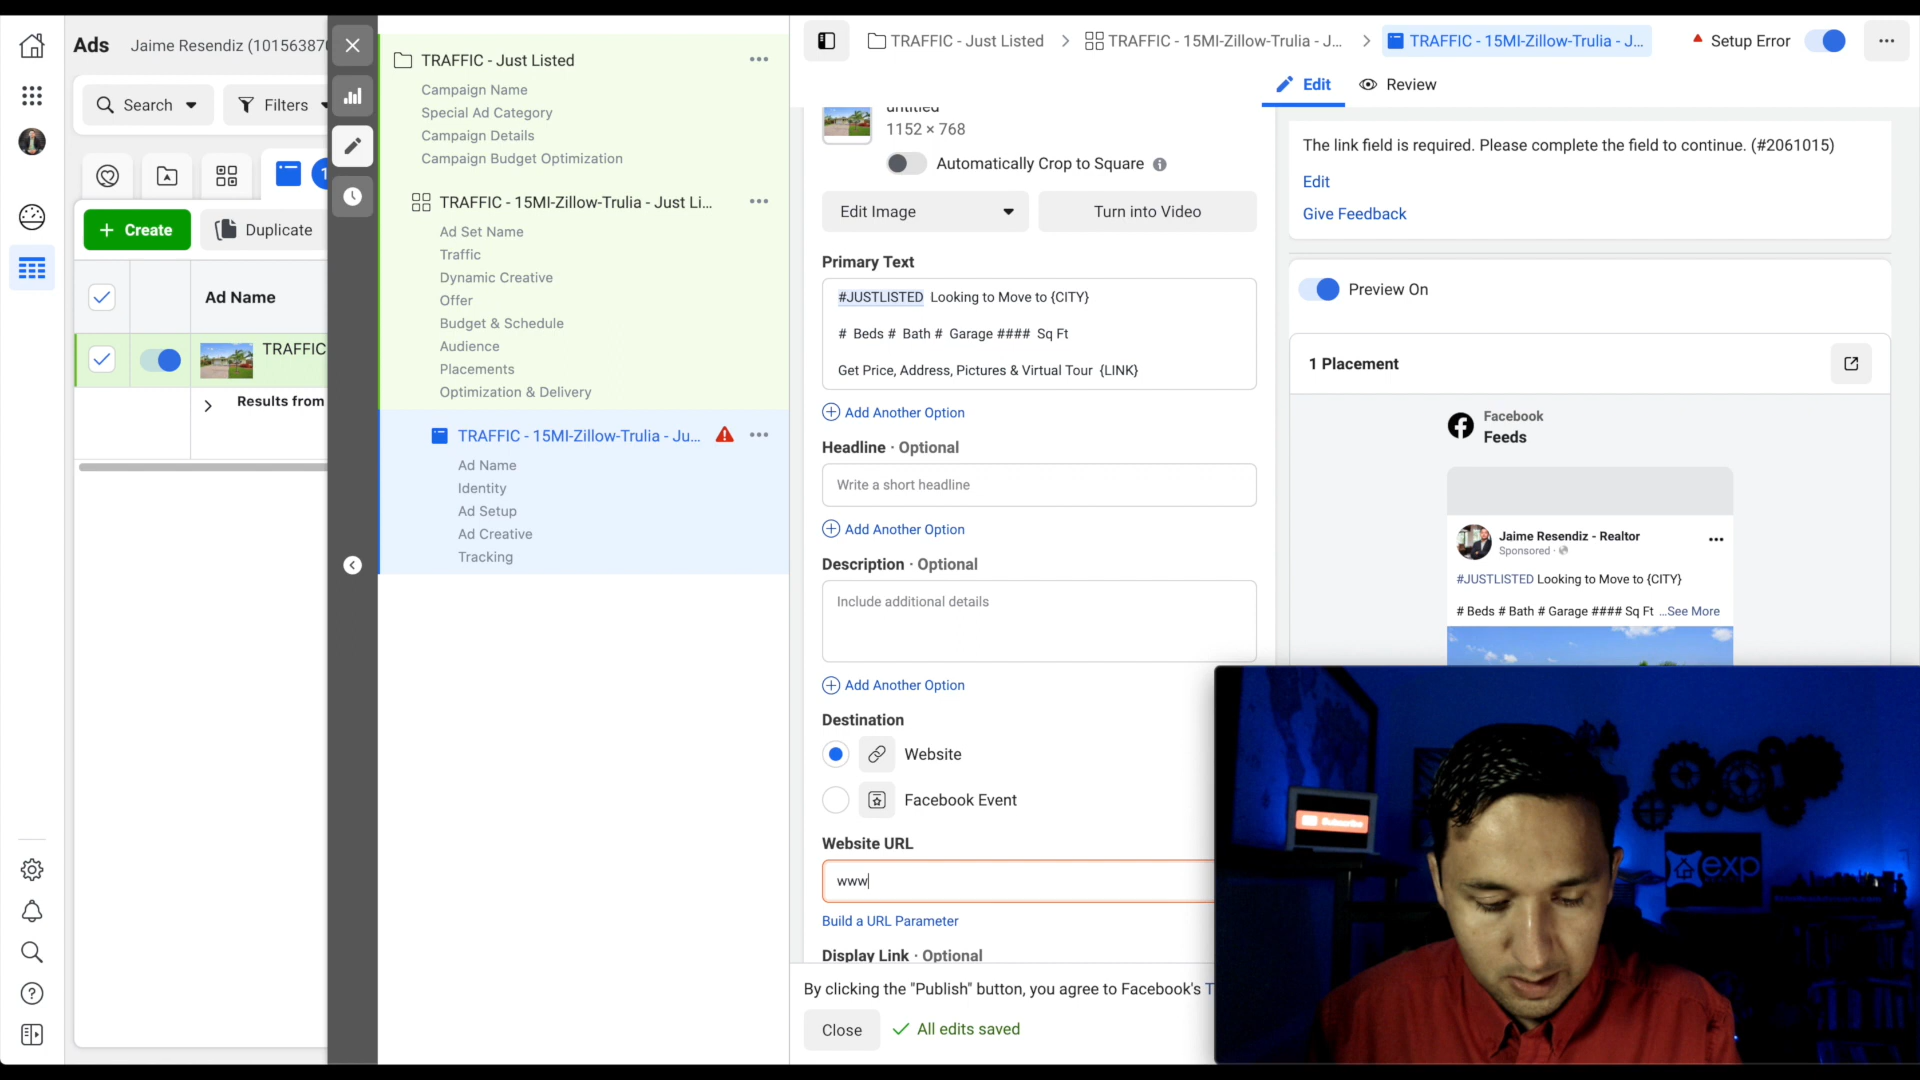 Ads
Jaime Resendiz (101563870
Search
Filters
1
+ Create
Duplicate
Ad Name
TRAFFIC
Results from
TRAFFIC - Just Listed
Campaign Name
Special Ad Category
Campaign Details
Campaign Budget Optimization
TRAFFIC - 15MI-Zillow-Trulia - Just Li...
Ad Set Name
Traffic
Dynamic Creative
Offer
Budget & Schedule
Audience
Placements
Optimization & Delivery
TRAFFIC - 15MI-Zillow-Trulia - Ju...
Ad Name
Identity
Ad Setup
Ad Creative
Tracking
TRAFFIC - Just Listed
TRAFFIC - 15MI-Zillow-Trulia - J...
TRAFFIC - 15MI-Zillow-Trulia - J...
Setup Error
Edit
Review
untitled
1152 × 768
Automatically Crop to Square
Edit Image
Turn into Video
Primary Text
#JUSTLISTED Looking to Move to {CITY}
# Beds # Bath # Garage #### Sq Ft
Get Price, Address, Pictures & Virtual Tour {LINK}
Add Another Option
Headline · Optional
Write a short headline
Add Another Option
Description · Optional
Include additional details
Add Another Option
Destination
Website
Facebook Event
Website URL
www
Build a URL Parameter
Display Link · Optional
By clicking the "Publish" button, you agree to Facebook's T
Close
All edits saved
The link field is required. Please complete the field to continue. (#2061015)
Edit
Give Feedback
Preview On
1 Placement
Facebook
Feeds
Jaime Resendiz - Realtor
Sponsored ·
#JUSTLISTED Looking to Move to {CITY}
# Beds # Bath # Garage #### Sq Ft ...See More
Subscribe
exp